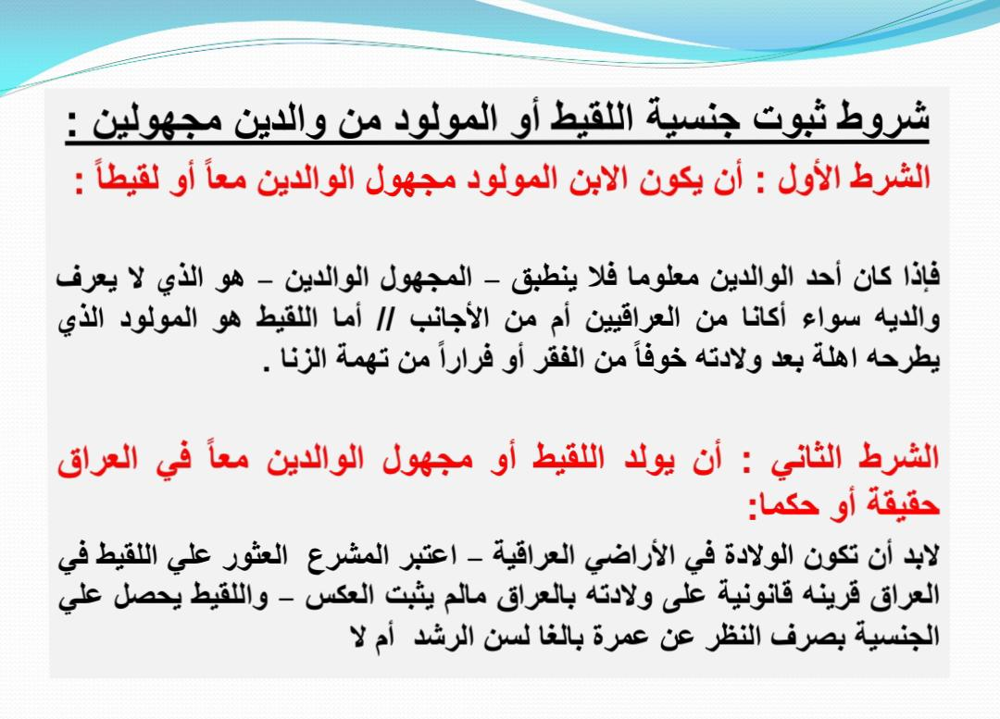 شروط ثبوت جنسية اللقيط أو المولود من والدين مجهولين :
الشرط الأول : أن يكون الابن المولود مجهول الوالدين معاً أو لقيطاً :
فإذا كان أحد الوالدين معلوما فلا ينطبق – المجهول الوالدين – هو الذي لا يعرف
والديه سواء أكانا من العراقيين أم من الأجانب // أما اللقيط هو المولود الذي
يطرحه اهلة بعد ولادته خوفاً من الفقر أو فراراً من تهمة الزنا .
الشرط الثاني : أن يولد اللقيط أو مجهول الوالدين معاً في العراق
حقيقة أو حكما:
لابد أن تكون الولادة في الأراضي العراقية – اعتبر المشرع العثور علي اللقيط في
العراق قرينه قانونية على ولادته بالعراق مالم يثبت العكس – واللقيط يحصل علي
الجنسية بصرف النظر عن عمرة بالغا لسن الرشد أم لا